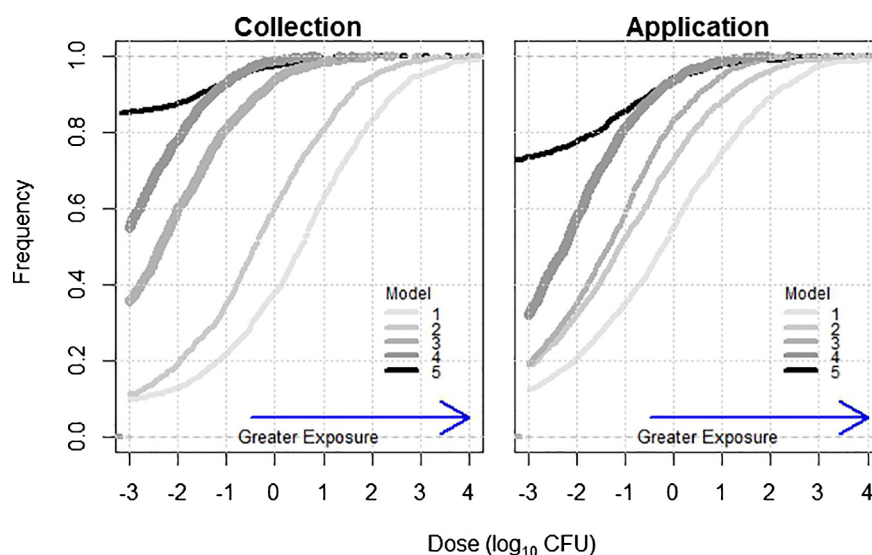 Collection
Application
Frequency
0.0
0.2
0.4
0.6
0.8
1.0
Model
1
2
3
4
5
Greater Exposure
-3 -2 -1 0 1 2 3 4
Model
1
2
3
4
5
Greater Exposure
-3 -2 -1 0 1 2 3 4
Dose (log₁₀ CFU)